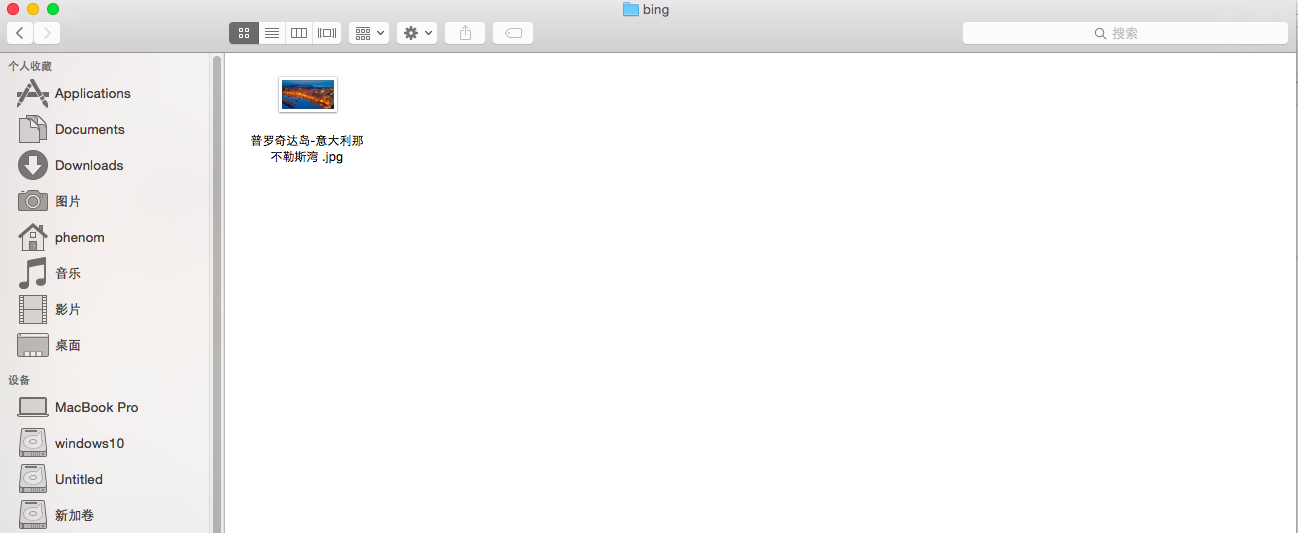 bing
搜索
个人收藏
Applications
Documents
Downloads
图片
phenom
音乐
影片
桌面
设备
MacBook Pro
windows10
Untitled
新加卷
普罗奇达岛-意大利那
不勒斯湾 .jpg